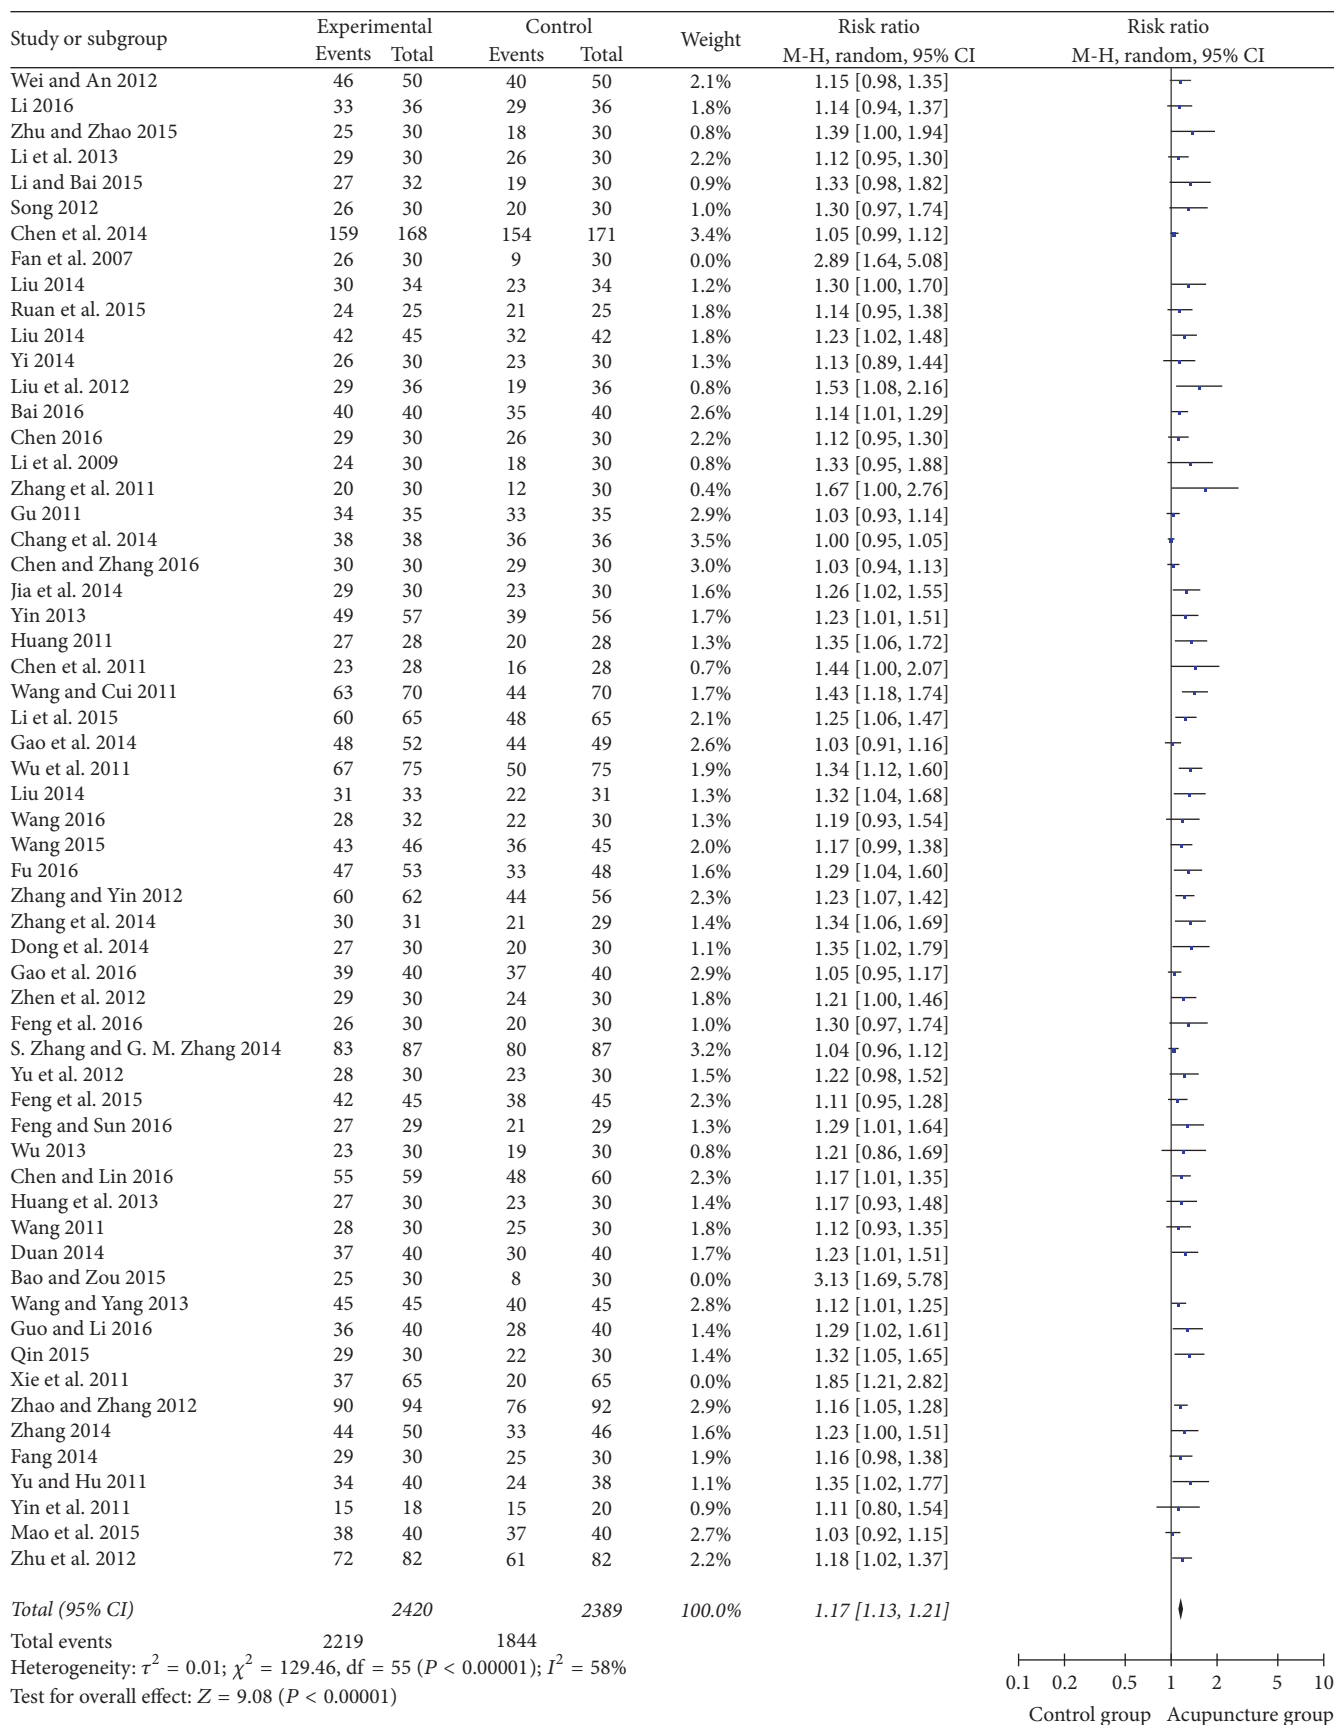 Study or subgroup Experimental Control Weight Risk ratio Risk ratio
Events Total Events Total M-H, random, 95% CI M-H, random, 95% CI
Wei and An 2012 46 50 40 50 2.1% 1.15 [0.98, 1.35]
Li 2016 33 36 29 36 1.8% 1.14 [0.94, 1.37]
Zhu and Zhao 2015 25 30 18 30 0.8% 1.39 [1.00, 1.94]
Li et al. 2013 29 30 26 30 2.2% 1.12 [0.95, 1.30]
Li and Bai 2015 27 32 19 30 0.9% 1.33 [0.98, 1.82]
Song 2012 26 30 20 30 1.0% 1.30 [0.97, 1.74]
Chen et al. 2014 159 168 154 171 3.4% 1.05 [0.99, 1.12]
Fan et al. 2007 26 30 9 30 0.0% 2.89 [1.64, 5.08]
Liu 2014 30 34 23 34 1.2% 1.30 [1.00, 1.70]
Ruan et al. 2015 24 25 21 25 1.8% 1.14 [0.95, 1.38]
Liu 2014 42 45 32 42 1.8% 1.23 [1.02, 1.48]
Yi 2014 26 30 23 30 1.3% 1.13 [0.89, 1.44]
Liu et al. 2012 29 36 19 36 0.8% 1.53 [1.08, 2.16]
Bai 2016 40 40 35 40 2.6% 1.14 [1.01, 1.29]
Chen 2016 29 30 26 30 2.2% 1.12 [0.95, 1.30]
Li et al. 2009 24 30 18 30 0.8% 1.33 [0.95, 1.88]
Zhang et al. 2011 20 30 12 30 0.4% 1.67 [1.00, 2.76]
Gu 2011 34 35 33 35 2.9% 1.03 [0.93, 1.14]
Chang et al. 2014 38 38 36 36 3.5% 1.00 [0.95, 1.05]
Chen and Zhang 2016 30 30 29 30 3.0% 1.03 [0.94, 1.13]
Jia et al. 2014 29 30 23 30 1.6% 1.26 [1.02, 1.55]
Yin 2013 49 57 39 56 1.7% 1.23 [1.01, 1.51]
Huang 2011 27 28 20 28 1.3% 1.35 [1.06, 1.72]
Chen et al. 2011 23 28 16 28 0.7% 1.44 [1.00, 2.07]
Wang and Cui 2011 63 70 44 70 1.7% 1.43 [1.18, 1.74]
Li et al. 2015 60 65 48 65 2.1% 1.25 [1.06, 1.47]
Gao et al. 2014 48 52 44 49 2.6% 1.03 [0.91, 1.16]
Wu et al. 2011 67 75 50 75 1.9% 1.34 [1.12, 1.60]
Liu 2014 31 33 22 31 1.3% 1.32 [1.04, 1.68]
Wang 2016 28 32 22 30 1.3% 1.19 [0.93, 1.54]
Wang 2015 43 46 36 45 2.0% 1.17 [0.99, 1.38]
Fu 2016 47 53 33 48 1.6% 1.29 [1.04, 1.60]
Zhang and Yin 2012 60 62 44 56 2.3% 1.23 [1.07, 1.42]
Zhang et al. 2014 30 31 21 29 1.4% 1.34 [1.06, 1.69]
Dong et al. 2014 27 30 20 30 1.1% 1.35 [1.02, 1.79]
Gao et al. 2016 39 40 37 40 2.9% 1.05 [0.95, 1.17]
Zhen et al. 2012 29 30 24 30 1.8% 1.21 [1.00, 1.46]
Feng et al. 2016 26 30 20 30 1.0% 1.30 [0.97, 1.74]
S. Zhang and G. M. Zhang 2014 83 87 80 87 3.2% 1.04 [0.96, 1.12]
Yu et al. 2012 28 30 23 30 1.5% 1.22 [0.98, 1.52]
Feng et al. 2015 42 45 38 45 2.3% 1.11 [0.95, 1.28]
Feng and Sun 2016 27 29 21 29 1.3% 1.29 [1.01, 1.64]
Wu 2013 23 30 19 30 0.8% 1.21 [0.86, 1.69]
Chen and Lin 2016 55 59 48 60 2.3% 1.17 [1.01, 1.35]
Huang et al. 2013 27 30 23 30 1.4% 1.17 [0.93, 1.48]
Wang 2011 28 30 25 30 1.8% 1.12 [0.93, 1.35]
Duan 2014 37 40 30 40 1.7% 1.23 [1.01, 1.51]
Bao and Zou 2015 25 30 8 30 0.0% 3.13 [1.69, 5.78]
Wang and Yang 2013 45 45 40 45 2.8% 1.12 [1.01, 1.25]
Guo and Li 2016 36 40 28 40 1.4% 1.29 [1.02, 1.61]
Qin 2015 29 30 22 30 1.4% 1.32 [1.05, 1.65]
Xie et al. 2011 37 65 20 65 0.0% 1.85 [1.21, 2.82]
Zhao and Zhang 2012 90 94 76 92 2.9% 1.16 [1.05, 1.28]
Zhang 2014 44 50 33 46 1.6% 1.23 [1.00, 1.51]
Fang 2014 29 30 25 30 1.9% 1.16 [0.98, 1.38]
Yu and Hu 2011 34 40 24 38 1.1% 1.35 [1.02, 1.77]
Yin et al. 2011 15 18 15 20 0.9% 1.11 [0.80, 1.54]
Mao et al. 2015 38 40 37 40 2.7% 1.03 [0.92, 1.15]
Zhu et al. 2012 72 82 61 82 2.2% 1.18 [1.02, 1.37]
Total (95% CI) 2420 2389 100.0% 1.17 [1.13, 1.21]
Total events 2219 1844
Heterogeneity: τ² = 0.01; χ² = 129.46, df = 55 (P < 0.00001); I² = 58%
Test for overall effect: Z = 9.08 (P < 0.00001)
0.1 0.2 0.5 1 2 5 10
Control group Acupuncture group